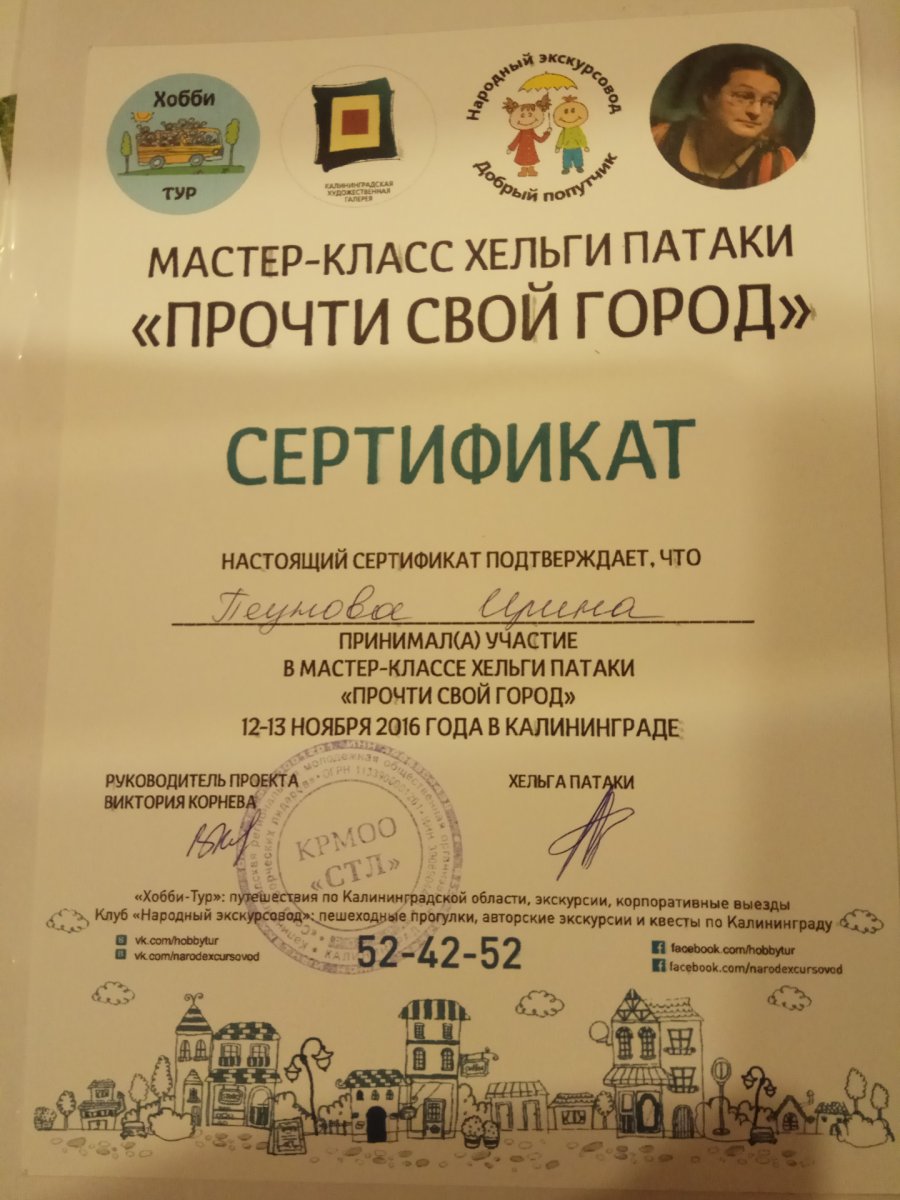 Хобби
ТУР
КАЛИНИНГРАДСКАЯ
ХУДОЖЕСТВЕННАЯ
ГАЛЕРЕЯ
Народный экскурсовод
Добрый попутчик
МАСТЕР-КЛАСС ХЕЛЬГИ ПАТАКИ
«ПРОЧТИ СВОЙ ГОРОД»
СЕРТИФИКАТ
НАСТОЯЩИЙ СЕРТИФИКАТ ПОДТВЕРЖДАЕТ, ЧТО
Ирина
ПРИНИМАЛ(А) УЧАСТИЕ
В МАСТЕР-КЛАССЕ ХЕЛЬГИ ПАТАКИ
«ПРОЧТИ СВОЙ ГОРОД»
12-13 НОЯБРЯ 2016 ГОДА В КАЛИНИНГРАДЕ
РУКОВОДИТЕЛЬ ПРОЕКТА
ВИКТОРИЯ КОРНЕВА
ХЕЛЬГА ПАТАКИ
молодежная общественная
КРМОО
«СТЛ»
«Хобби-Тур»: путешествия по Калининградской области, экскурсии, корпоративные выезды
Клуб «Народный экскурсовод»: пешеходные прогулки, авторские экскурсии и квесты по Калининграду
vk.com/hobbytur
vk.com/narodexcursovod
52-42-52
facebook.com/hobbytur
facebook.com/narodexcursovod